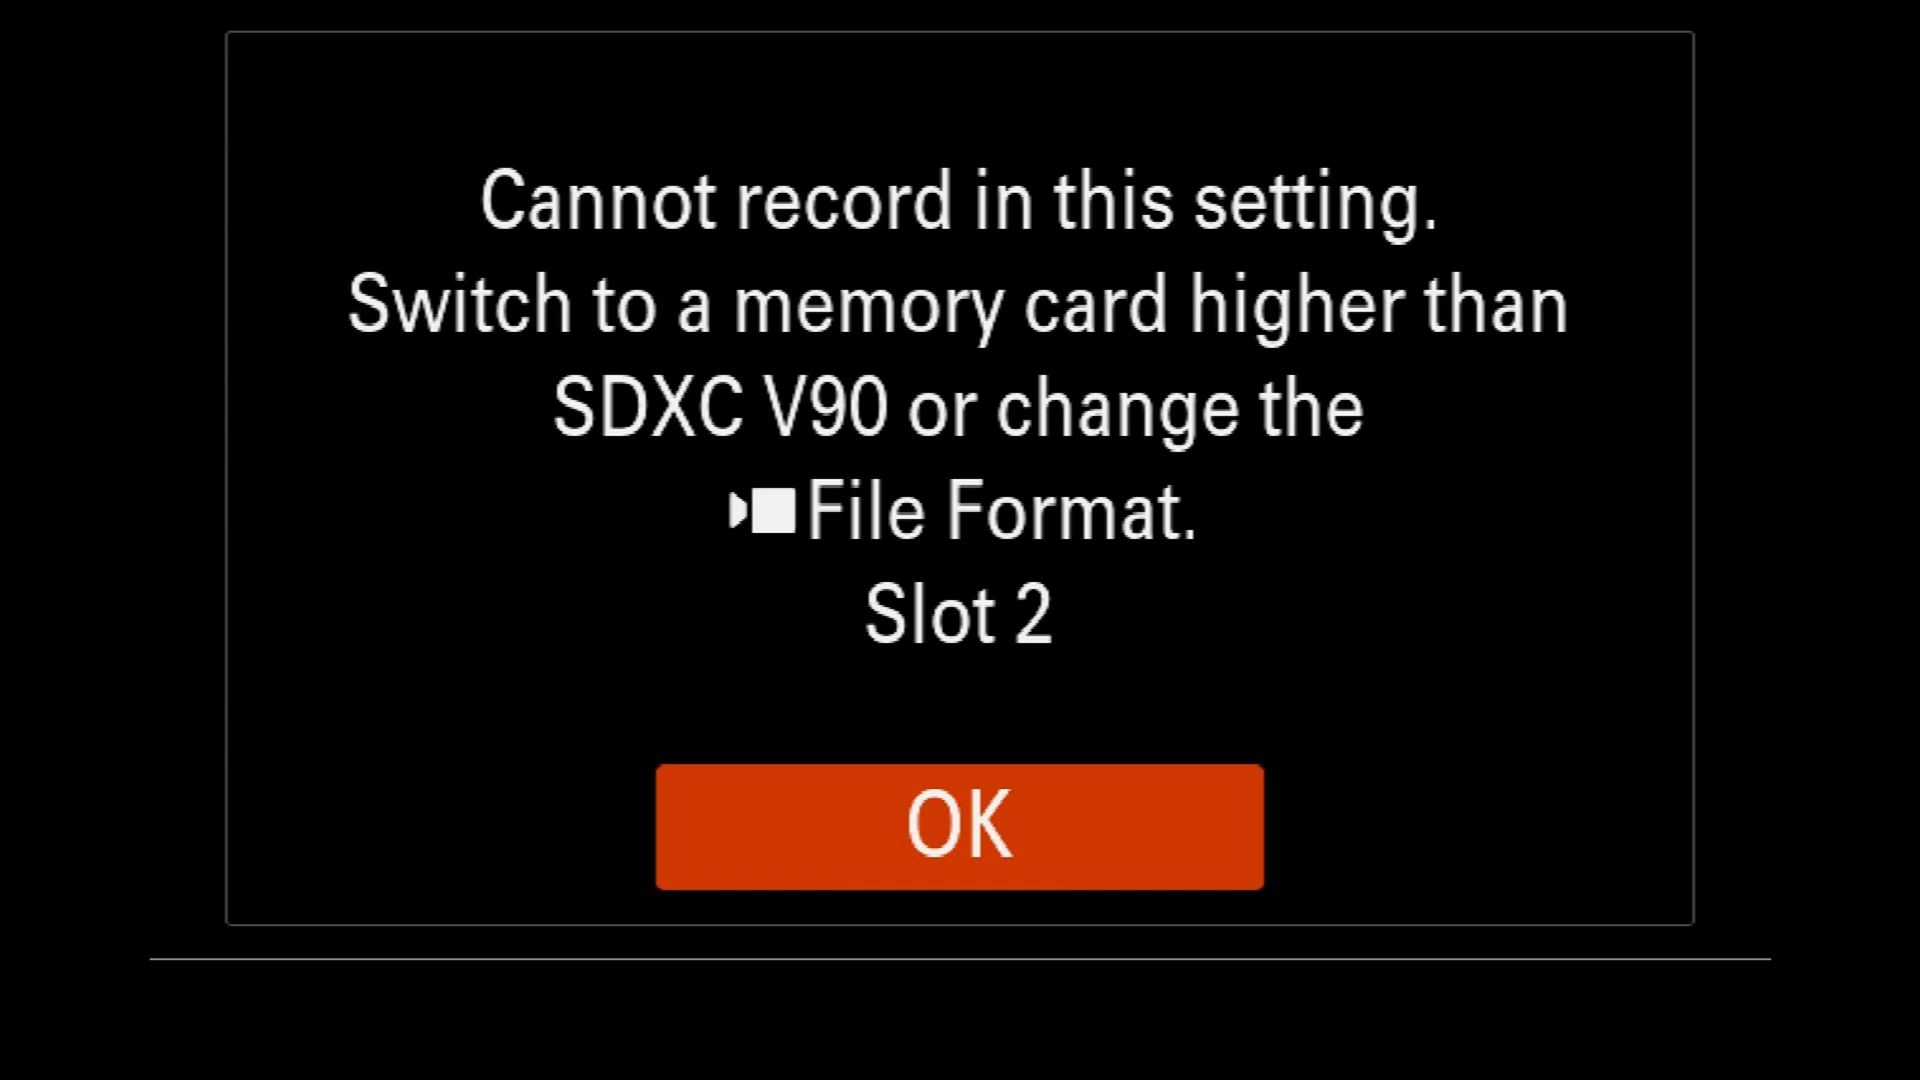 Cannot record in this setting.
Switch to a memory card higher than
SDXC V90 or change the
File Format.
Slot 2
OK